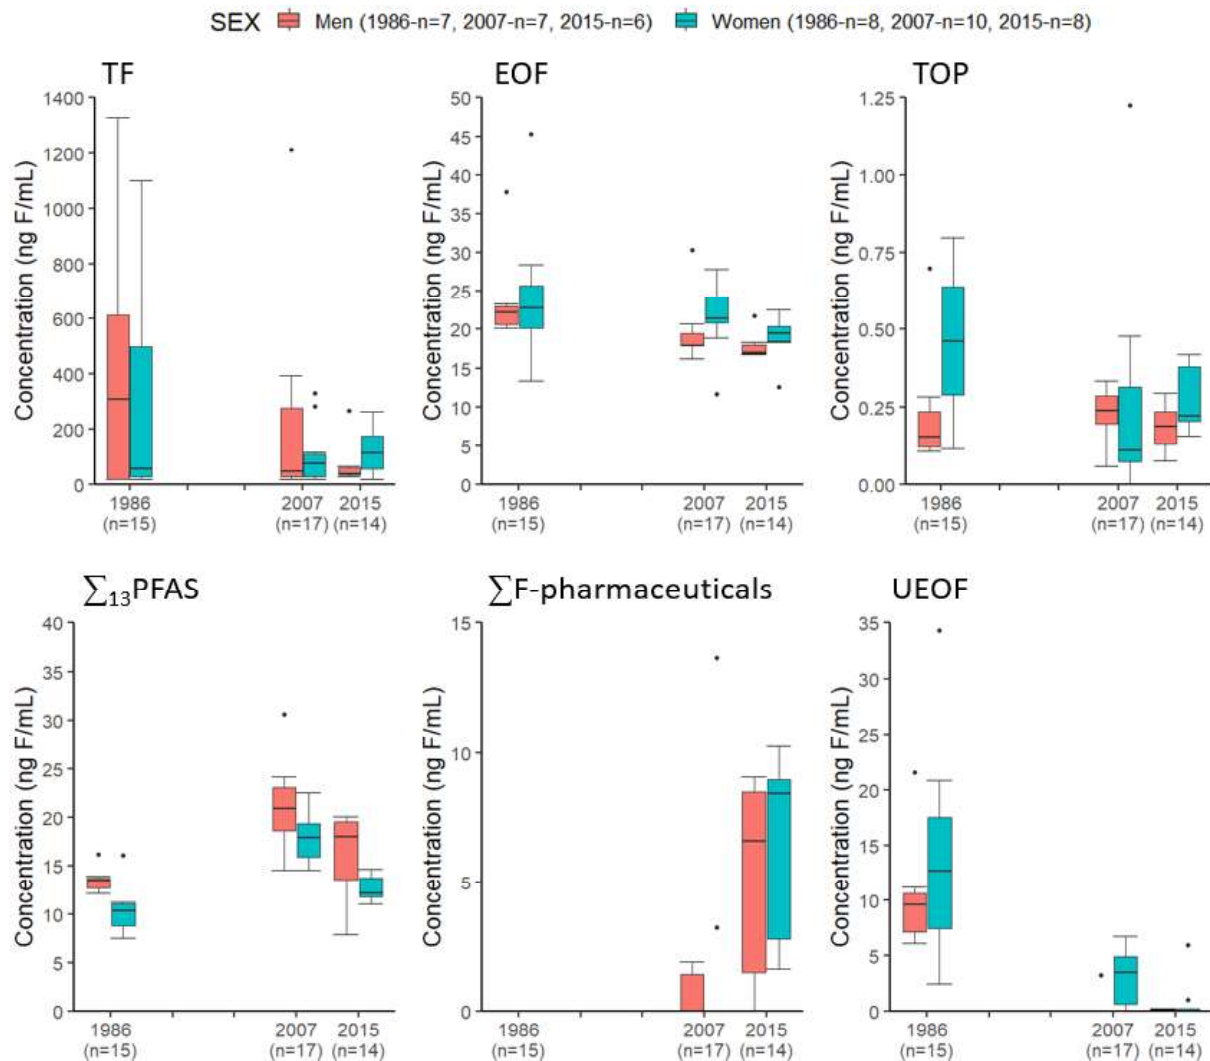 SEX Men (1986-n=7, 2007-n=7, 2015-n=6) Women (1986-n=8, 2007-n=10, 2015-n=8)
TF
Concentration (ng F/mL)
1400
1200
1000
800
600
400
200
0
1986 2007 2015
(n=15) (n=17) (n=14)
EOF
Concentration (ng F/mL)
50
45
40
35
30
25
20
15
10
5
0
1986 2007 2015
(n=15) (n=17) (n=14)
TOP
Concentration (ng F/mL)
1.25
1.00
0.75
0.50
0.25
0.00
1986 2007 2015
(n=15) (n=17) (n=14)
∑₁₃PFAS
Concentration (ng F/mL)
40
35
30
25
20
15
10
5
0
1986 2007 2015
(n=15) (n=17) (n=14)
∑F-pharmaceuticals
Concentration (ng F/mL)
15
10
5
0
1986 2007 2015
(n=15) (n=17) (n=14)
UEOF
Concentration (ng F/mL)
35
30
25
20
15
10
5
0
1986 2007 2015
(n=15) (n=17) (n=14)